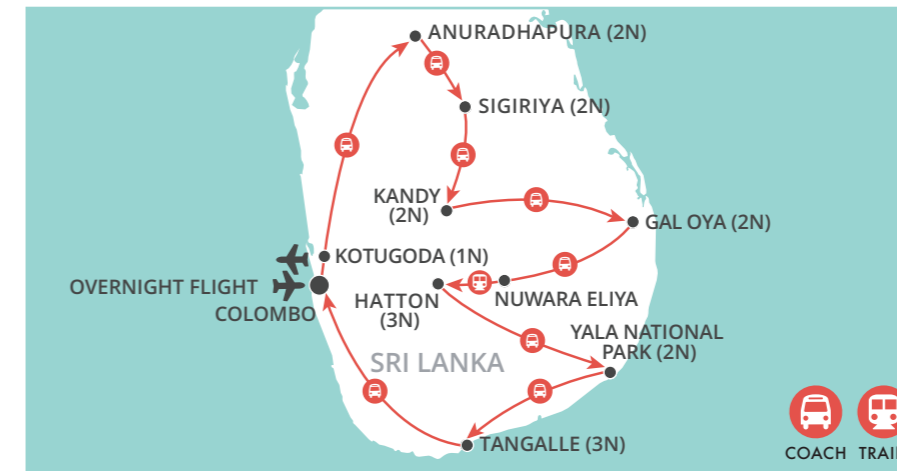 ANURADHAPURA (2N)
SIGIRIYA (2N)
KANDY
(2N)
GAL OYA (2N)
KOTUGODA (1N)
OVERNIGHT FLIGHT
COLOMBO
HATTON
(3N)
NUWARA ELIYA
YALA NATIONAL
PARK (2N)
SRI LANKA
TANGALLE (3N)
COACH
TRAI